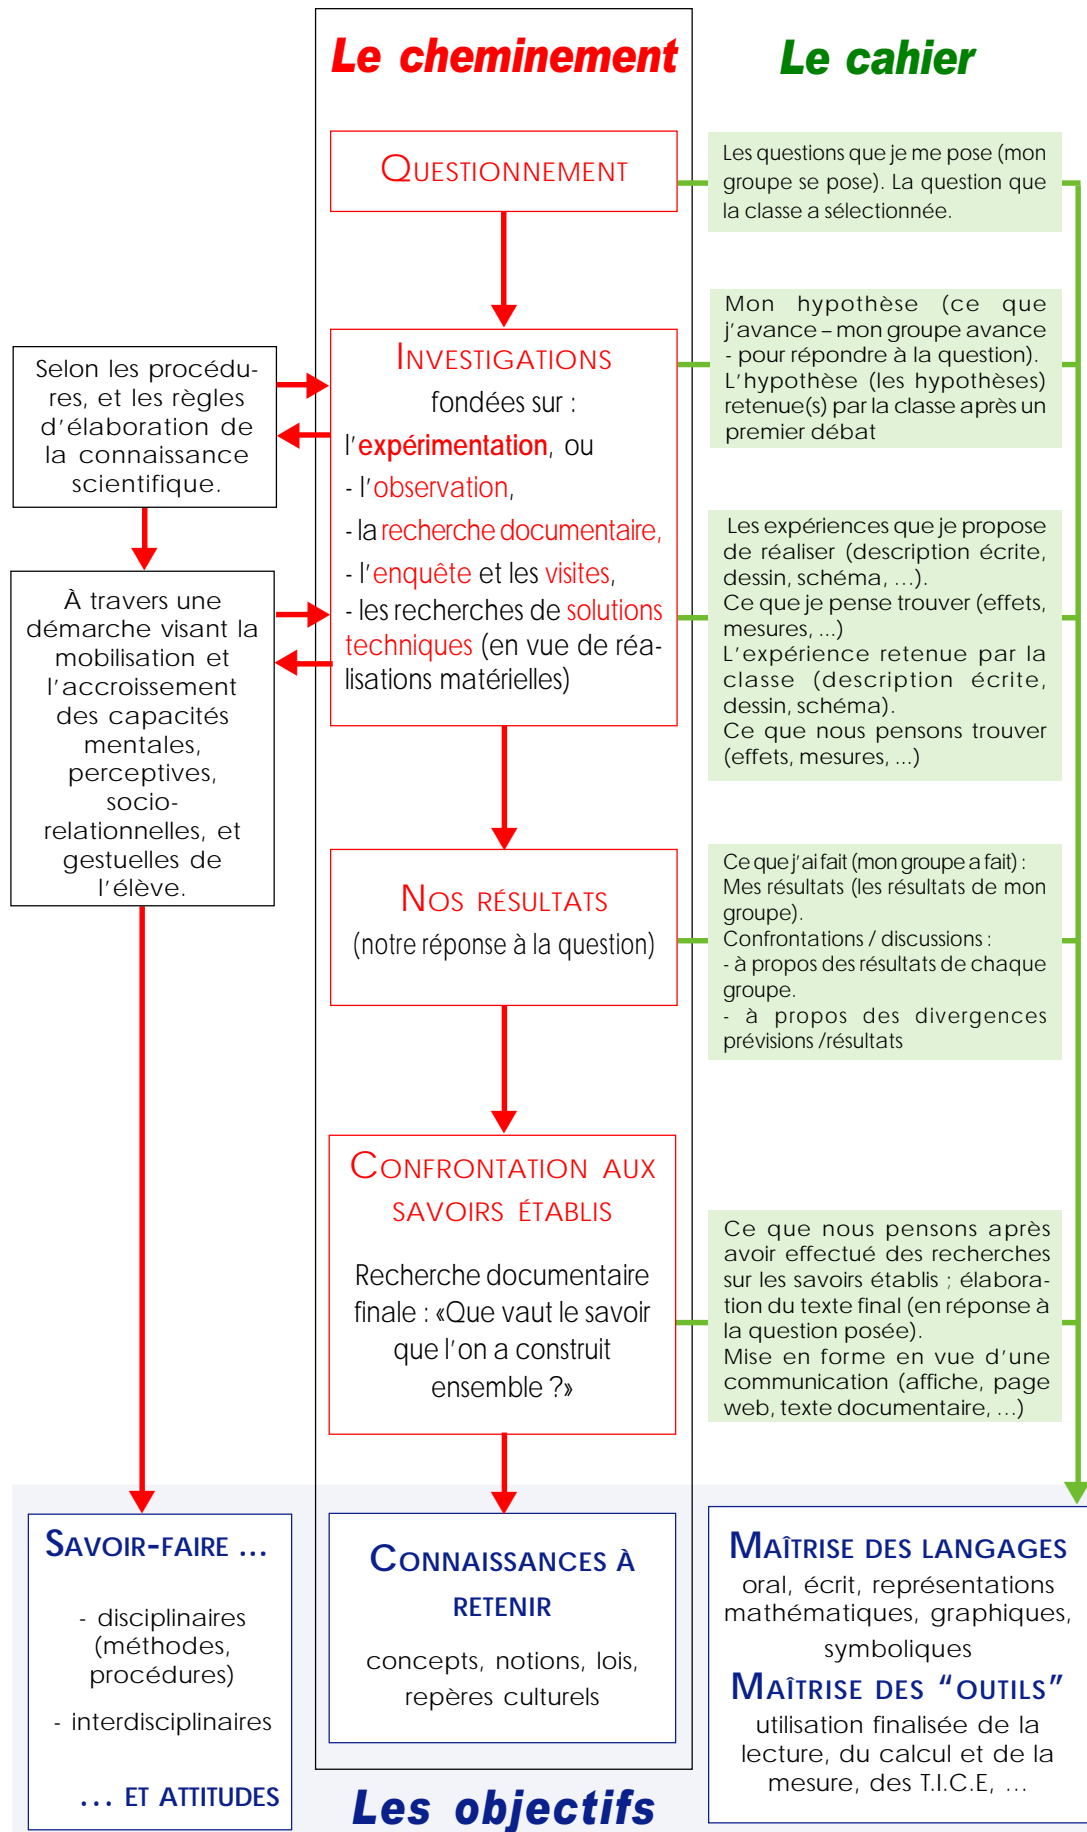 Le cheminement
Le cahier
QUESTIONNEMENT
Les questions que je me pose (mon
groupe se pose). La question que
la classe a sélectionnée.
Selon les procédu-
res, et les règles
d'élaboration de
la connaissance
scientifique.
À travers une
démarche visant la
mobilisation et
l'accroissement
des capacités
mentales,
perceptives,
socio-
relationnelles, et
gestuelles de
l'élève.
INVESTIGATIONS
fondées sur :
l'expérimentation, ou
- l'observation,
- la recherche documentaire,
- l'enquête et les visites,
- les recherches de solutions
techniques (en vue de réa-
lisations matérielles)
Mon hypothèse (ce que
j'avance – mon groupe avance
- pour répondre à la question).
L'hypothèse (les hypothèses)
retenue(s) par la classe après un
premier débat
Les expériences que je propose
de réaliser (description écrite,
dessin, schéma, ...).
Ce que je pense trouver (effets,
mesures, ...)
L'expérience retenue par la
classe (description écrite,
dessin, schéma).
Ce que nous pensons trouver
(effets, mesures, ...)
NOS RÉSULTATS
(notre réponse à la question)
Ce que j'ai fait (mon groupe a fait) :
Mes résultats (les résultats de mon
groupe).
Confrontations / discussions :
- à propos des résultats de chaque
groupe.
- à propos des divergences
prévisions /résultats
CONFRONTATION AUX
SAVOIRS ÉTABLIS
Recherche documentaire
finale : «Que vaut le savoir
que l'on a construit
ensemble ?»
Ce que nous pensons après
avoir effectué des recherches
sur les savoirs établis ; élabora-
tion du texte final (en réponse à
la question posée).
Mise en forme en vue d'une
communication (affiche, page
web, texte documentaire, ...)
SAVOIR-FAIRE ...
- disciplinaires
(méthodes,
procédures)
- interdisciplinaires
... ET ATTITUDES
CONNAISSANCES À
RETENIR
concepts, notions, lois,
repères culturels
MAÎTRISE DES LANGAGES
oral, écrit, représentations
mathématiques, graphiques,
symboliques
MAÎTRISE DES “OUTILS”
utilisation finalisée de la
lecture, du calcul et de la
mesure, des T.I.C.E, ...
Les objectifs